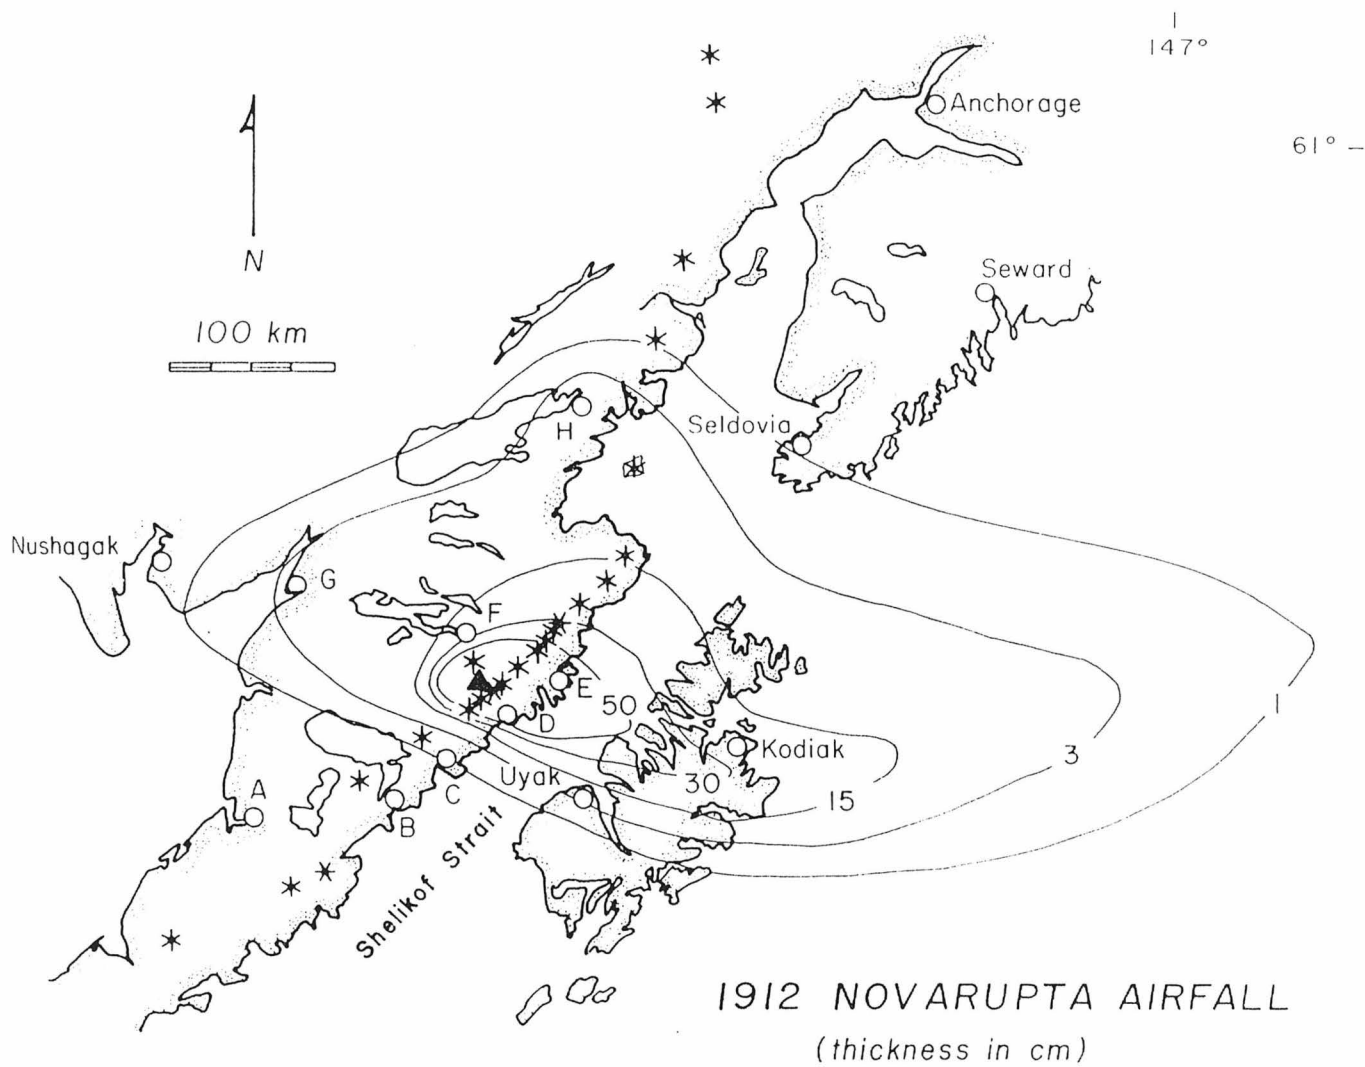 147°
Anchorage
61°
N
Seward
100 km
H
Seldovia
Nushagak
G
F
E
50
1
D
Kodiak
3
Uyak
30
C
15
A
B
Shelikof Strait
1912 NOVARUPTA AIRFALL
(thickness in cm)